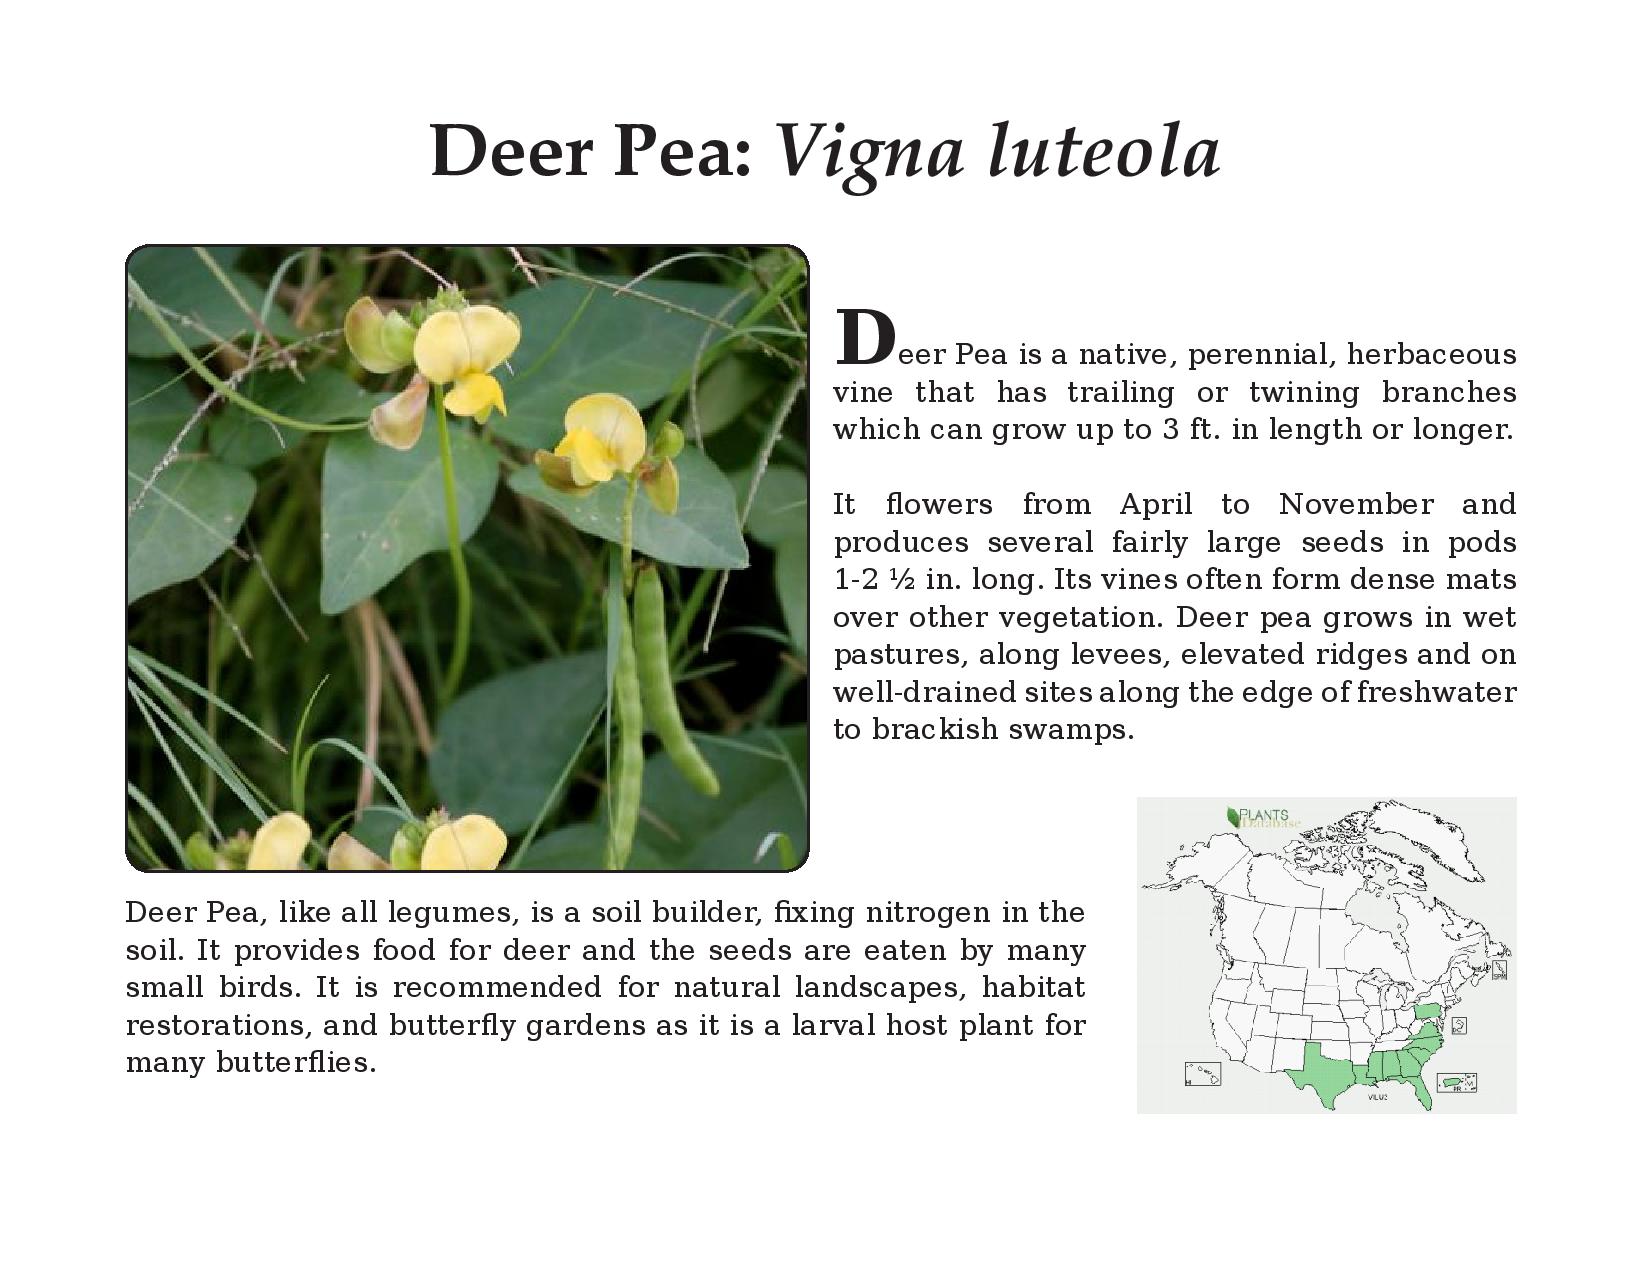 Deer Pea: Vigna luteola
Deer Pea is a native, perennial, herbaceous
vine that has trailing or twining branches
which can grow up to 3 ft. in length or longer.
It flowers from April to November and
produces several fairly large seeds in pods
1-2 ½ in. long. Its vines often form dense mats
over other vegetation. Deer pea grows in wet
pastures, along levees, elevated ridges and on
well-drained sites along the edge of freshwater
to brackish swamps.
Deer Pea, like all legumes, is a soil builder, fixing nitrogen in the
soil. It provides food for deer and the seeds are eaten by many
small birds. It is recommended for natural landscapes, habitat
restorations, and butterfly gardens as it is a larval host plant for
many butterflies.
PLANTS
Database
SPM
HI
PR
VI
VILU3